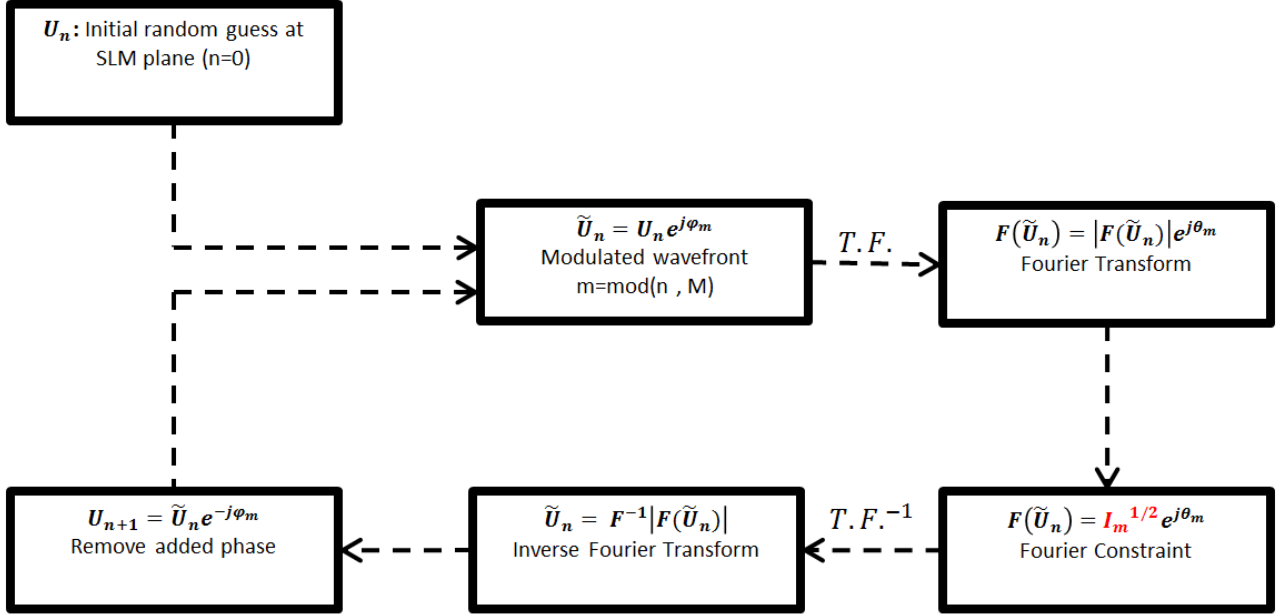 Uₙ: Initial random guess at
SLM plane (n=0)
Ũₙ = Uₙe^{jφₘ}
Modulated wavefront
m=mod(n , M)
T.F.
F(Ũₙ) = |F(Ũₙ)|e^{jθₘ}
Fourier Transform
F(Ũₙ) = Iₘ^{1/2}e^{jθₘ}
Fourier Constraint
T.F.⁻¹
Ũₙ = F⁻¹|F(Ũₙ)|
Inverse Fourier Transform
Uₙ₊₁ = Ũₙe^{-jφₘ}
Remove added phase